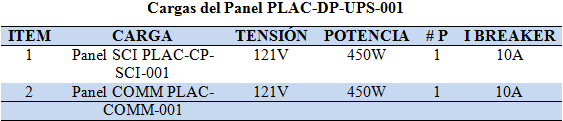 Cargas del Panel PLAC-DP-UPS-001
ITEM CARGA TENSIÓN POTENCIA # P I BREAKER
1 Panel SCI PLAC-CP- 121V 450W 1 10A
SCI-001
2 Panel COMM PLAC- 121V 450W 1 10A
COMM-001